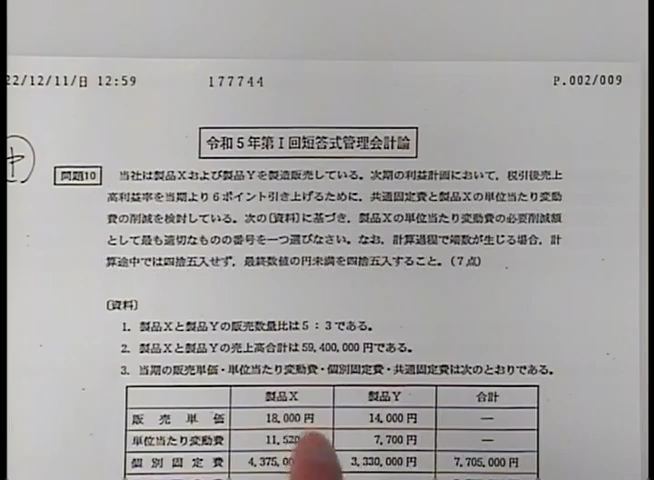 22/12/11/日 12:59 177744 P.002/009
令和5年第Ⅰ回短答式管理会計論
問題10 当社は製品Xおよび製品Yを製造販売している。次期の利益計画において，税引後売上
高利益率を当期より6ポイント引き上げるために，共通固定費と製品Xの単位当たり変動
費の削減を検討している。次の〔資料〕に基づき，製品Xの単位当たり変動費の必要削減額
として最も適切なものの番号を一つ選びなさい。なお，計算過程で端数が生じる場合，計
算途中では四捨五入せず，最終数値の円未満を四捨五入すること。（7点）
〔資料〕
1. 製品Xと製品Yの販売数量比は5：3である。
2. 製品Xと製品Yの売上高合計は59,400,000円である。
3. 当期の販売単価・単位当たり変動費・個別固定費・共通固定費は次のとおりである。
製品X 製品Y 合計
販売単価 18,000円 14,000円 ―
単位当たり変動費 11,520 7,700円 ―
個別固定費 4,375,0 3,330,000円 7,705,000円